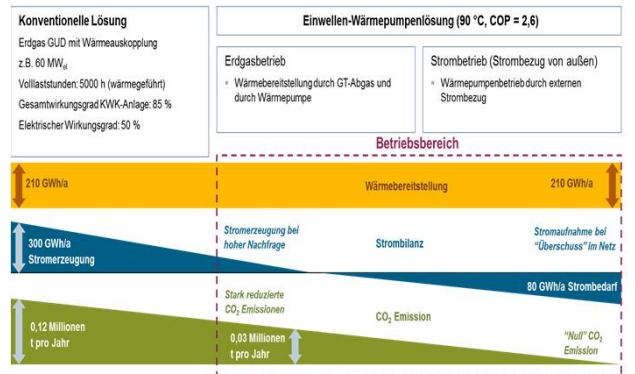 Konventionelle Lösung
Erdgas GUD mit Wärmeauskopplung
z.B. 60 MWel
Volllaststunden: 5000 h (wärmegeführt)
Gesamtwirkungsgrad KWK-Anlage: 85 %
Elektrischer Wirkungsgrad: 50 %
Einwellen-Wärmepumpenlösung (90 °C, COP = 2,6)
Erdgasbetrieb
▪ Wärmebereitstellung durch GT-Abgas und
durch Wärmepumpe
Strombetrieb (Strombezug von außen)
▪ Wärmepumpenbetrieb durch externen
Strombezug
Betriebsbereich
210 GWh/a
Wärmebereitstellung
210 GWh/a
300 GWh/a
Stromerzeugung
Stromerzeugung bei
hoher Nachfrage
Strombilanz
Stromaufnahme bei
"Überschuss" im Netz
80 GWh/a Strombedarf
Stark reduzierte
CO₂ Emissionen
CO₂ Emission
0,12 Millionen
t pro Jahr
0,03 Millionen
t pro Jahr
"Null" CO₂
Emission